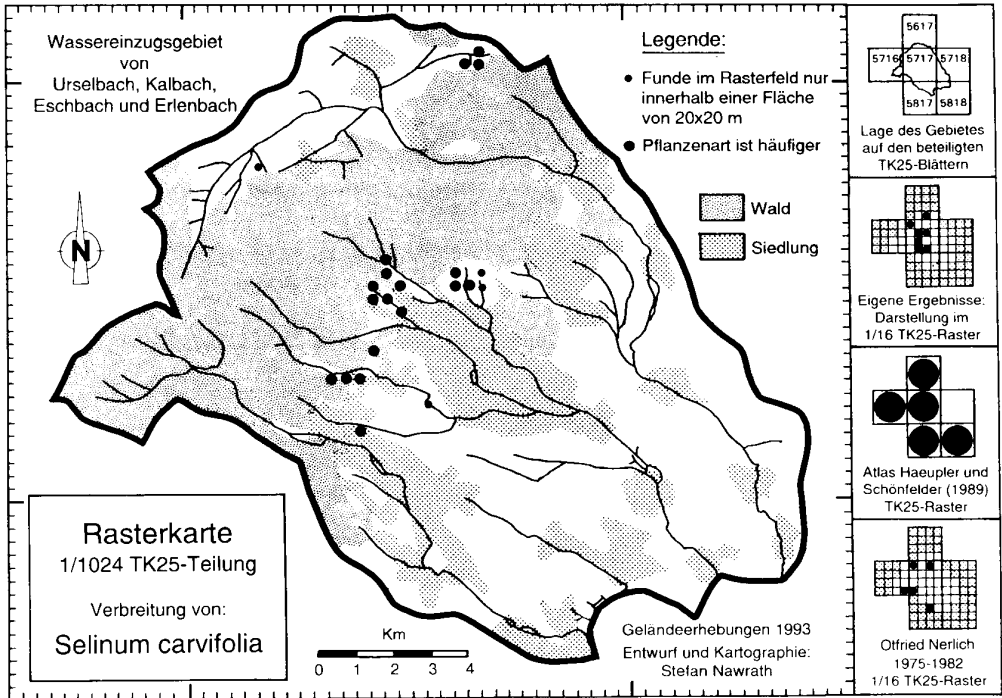 Wassereinzugsgebiet
von
Urselbach, Kalbach,
Eschbach und Erlenbach
N
Legende:
Funde im Rasterfeld nur
innerhalb einer Fläche
von 20x20 m
Pflanzenart ist häufiger
Wald
Siedlung
Rasterkarte
1/1024 TK25-Teilung
Verbreitung von:
Selinum carvifolia
Km
0 1 2 3 4
Geländeerhebungen 1993
Entwurf und Kartographie:
Stefan Nawrath
5617
5716 5717 5718
5817 5818
Lage des Gebietes
auf den beteiligten
TK25-Blättern
Eigene Ergebnisse:
Darstellung im
1/16 TK25-Raster
Atlas Haeupler und
Schönfelder (1989)
TK25-Raster
Otfried Nerlich
1975-1982
1/16 TK25-Raster